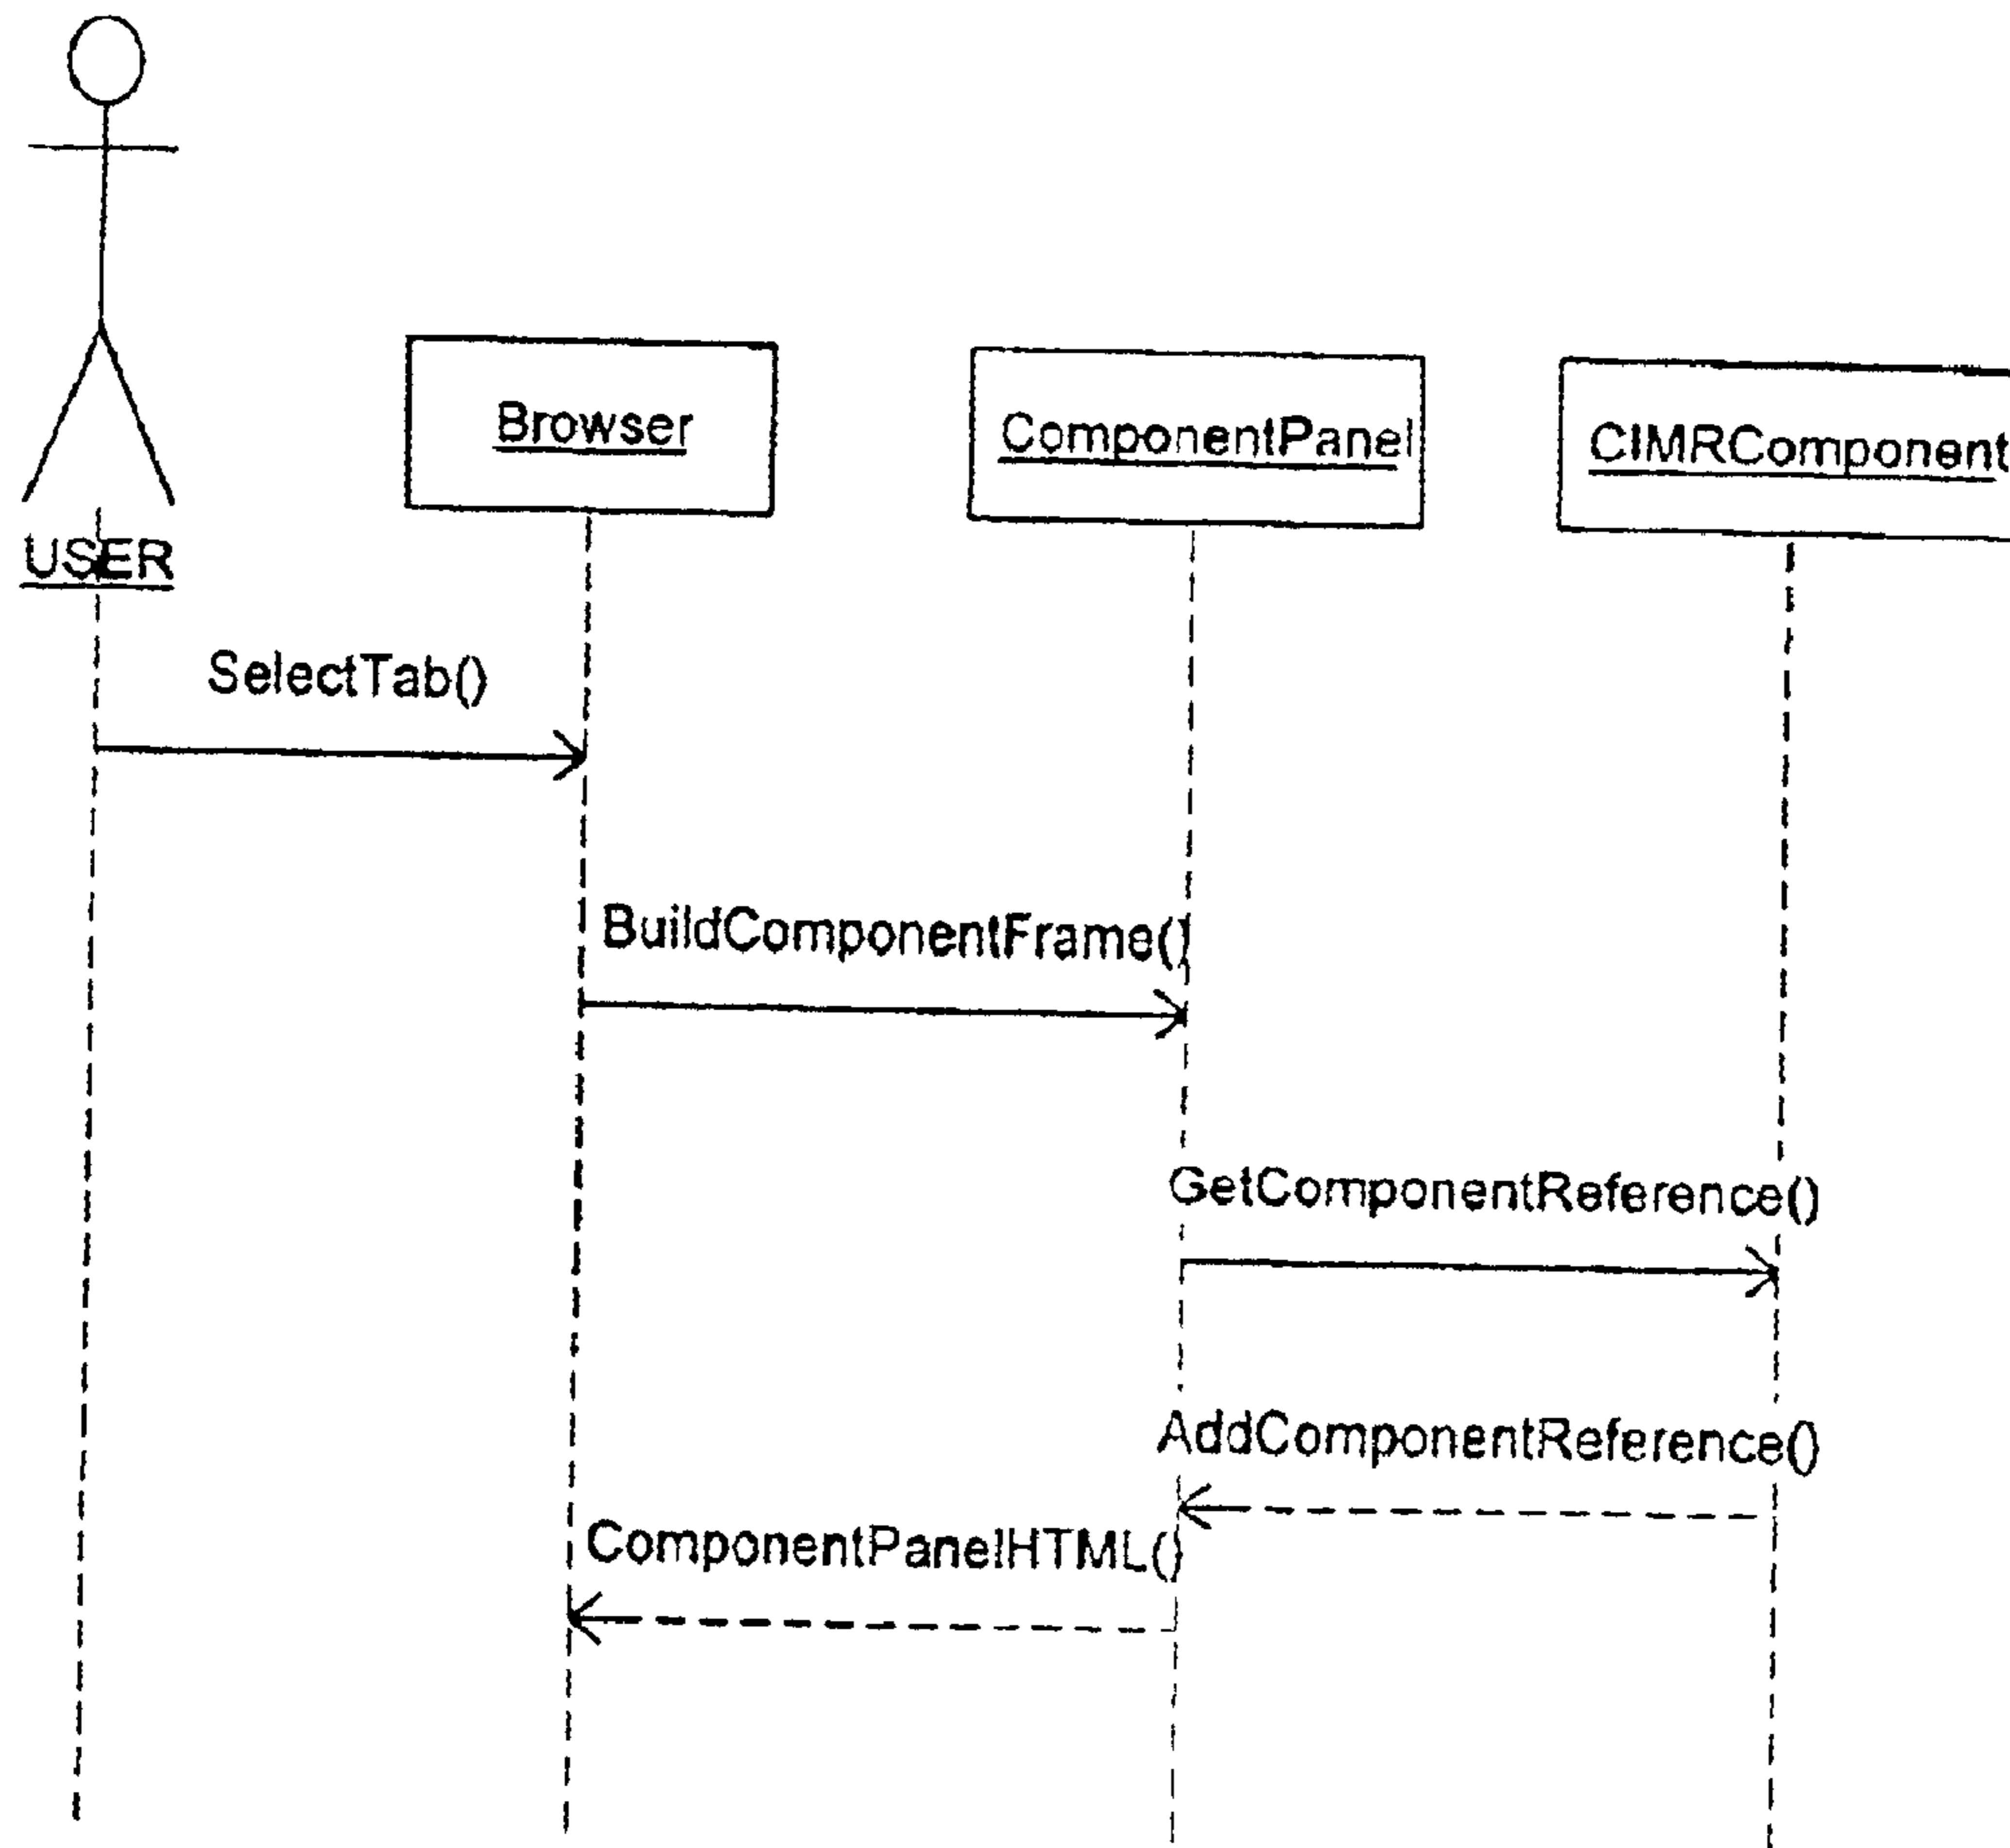 USER
Browser
ComponentPanel
CIMRComponent
SelectTab()
BuildComponentFrame()
GetComponentReference()
AddComponentReference()
ComponentPanelHTML()